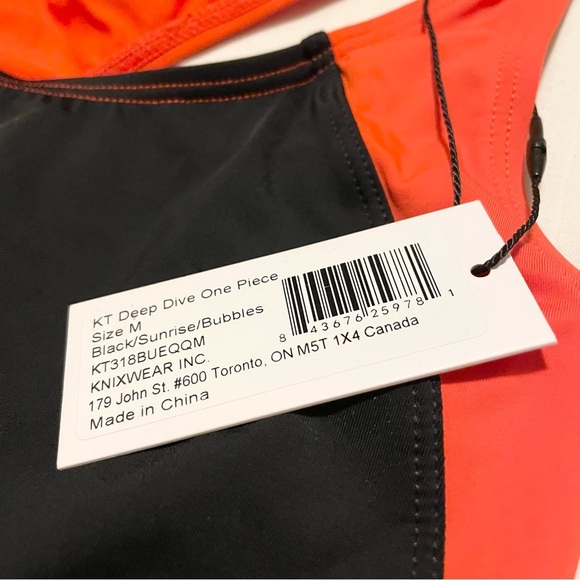 KT Deep Dive One Piece
Size M
Black/Sunrise/Bubbles
KT318BUEQQM
KNIXWEAR INC.
179 John St. #600 Toronto, ON M5T 1X4 Canada
Made in China
8 43676 25978 1